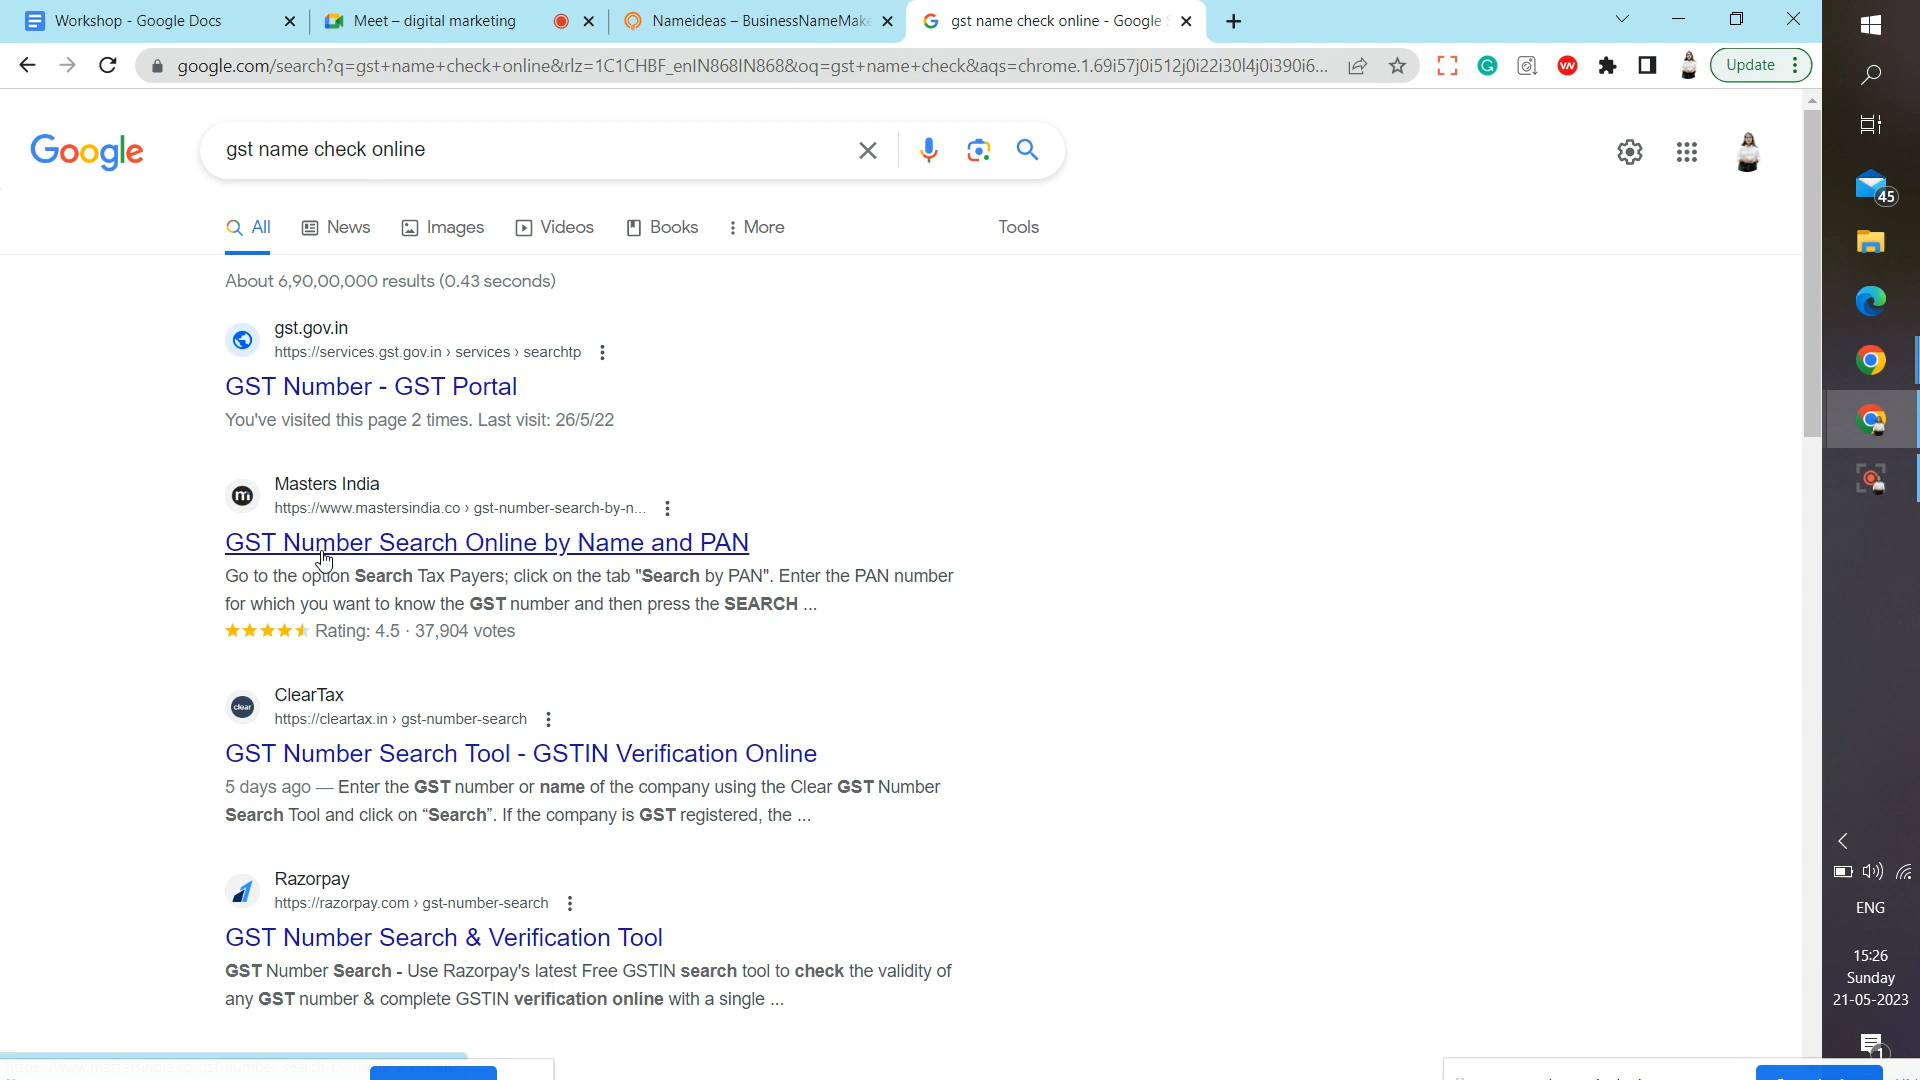 Workshop - Google Docs
Meet – digital marketing
Nameideas – BusinessNameMake
gst name check online - Google S
google.com/search?q=gst+name+check+online&rlz=1C1CHBF_enIN868IN868&oq=gst+name+check&aqs=chrome.1.69i57j0i512j0i22i30l4j0i390i6...
Update
Google
gst name check online
All
News
Images
Videos
Books
More
Tools
About 6,90,00,000 results (0.43 seconds)
gst.gov.in
https://services.gst.gov.in › services › searchtp
GST Number - GST Portal
You've visited this page 2 times. Last visit: 26/5/22
Masters India
https://www.mastersindia.co › gst-number-search-by-n...
GST Number Search Online by Name and PAN
Go to the option Search Tax Payers; click on the tab "Search by PAN". Enter the PAN number
for which you want to know the GST number and then press the SEARCH ...
Rating: 4.5 · 37,904 votes
clear
ClearTax
https://cleartax.in › gst-number-search
GST Number Search Tool - GSTIN Verification Online
5 days ago — Enter the GST number or name of the company using the Clear GST Number
Search Tool and click on “Search”. If the company is GST registered, the ...
Razorpay
https://razorpay.com › gst-number-search
GST Number Search & Verification Tool
GST Number Search - Use Razorpay's latest Free GSTIN search tool to check the validity of
any GST number & complete GSTIN verification online with a single ...
45
ENG
15:26
Sunday
21-05-2023
1